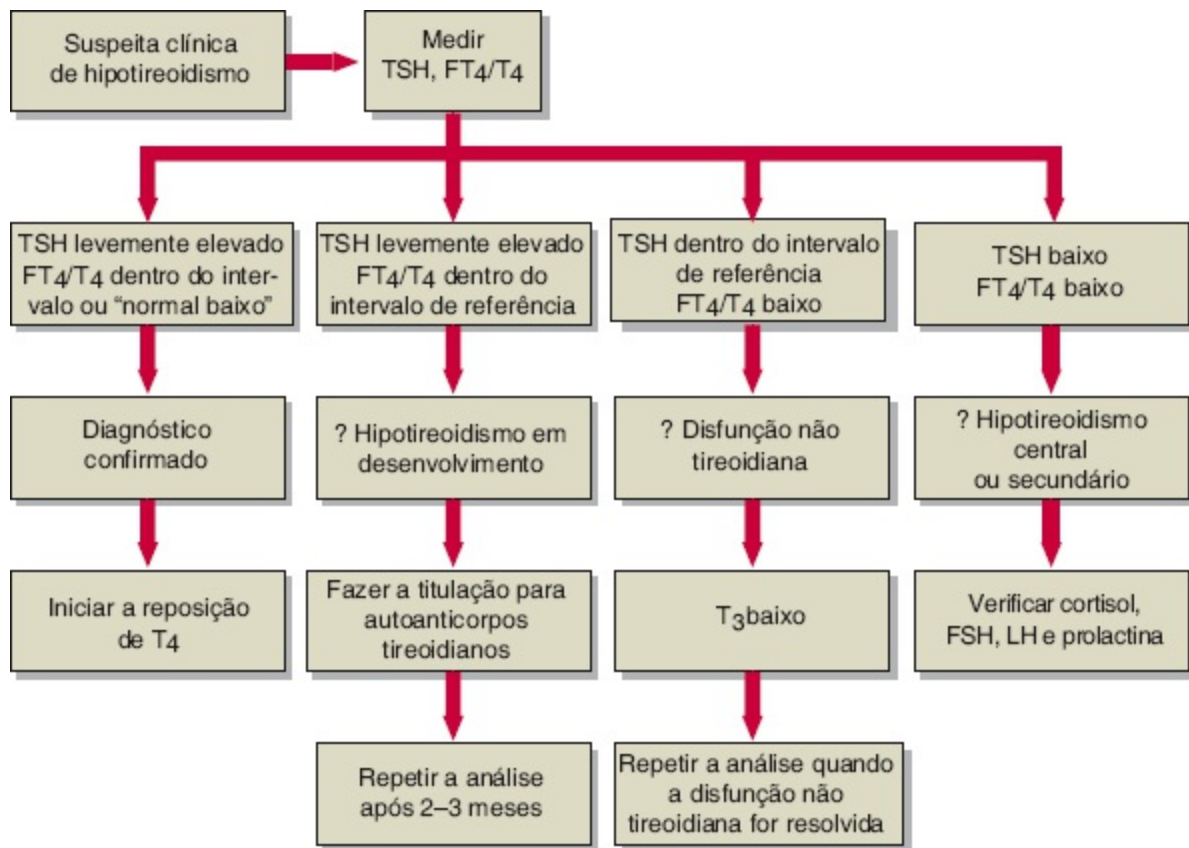 Suspeita clínica
de hipotireoidismo
Medir
TSH, FT4/T4
TSH levemente elevado
FT4/T4 dentro do inter-
valo ou “normal baixo”
TSH levemente elevado
FT4/T4 dentro do
intervalo de referência
TSH dentro do intervalo
de referência
FT4/T4 baixo
TSH baixo
FT4/T4 baixo
Diagnóstico
confirmado
? Hipotireoidismo em
desenvolvimento
? Disfunção não
tireoidiana
? Hipotireoidismo
central
ou secundário
Iniciar a reposição
de T4
Fazer a titulação para
autoanticorpos
tireoidianos
T3 baixo
Verificar cortisol,
FSH, LH e prolactina
Repetir a análise
após 2–3 meses
Repetir a análise quando
a disfunção não
tireoidiana for resolvida